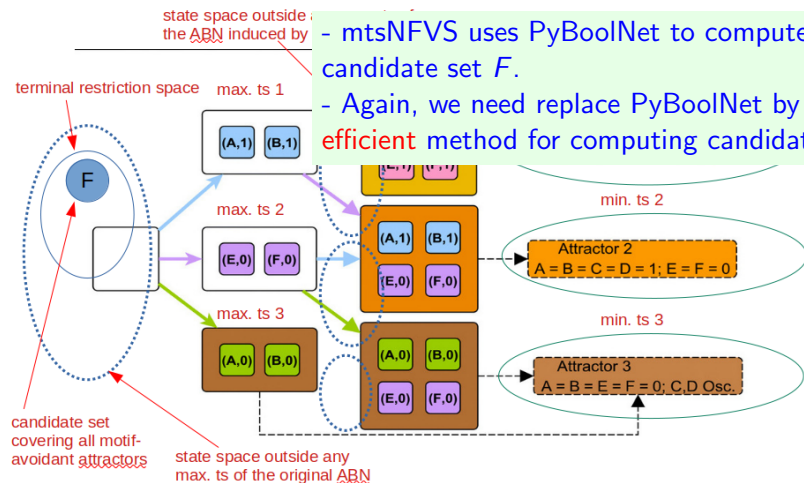 state space outside a
the ABN induced by
- mtsNFVS uses PyBoolNet to compute
candidate set F.
- Again, we need replace PyBoolNet by
efficient method for computing candidat
terminal restriction space
F
max. ts 1
(A,1) (B,1)
(E,1) (F,1)
max. ts 2
(E,0) (F,0)
(A,1) (B,1)
(E,0) (F,0)
min. ts 2
Attractor 2
A = B = C = D = 1; E = F = 0
max. ts 3
(A,0) (B,0)
(A,0) (B,0)
(E,0) (F,0)
min. ts 3
Attractor 3
A = B = E = F = 0; C,D Osc.
candidate set
covering all motif-
avoidant attractors
state space outside any
max. ts of the original ABN